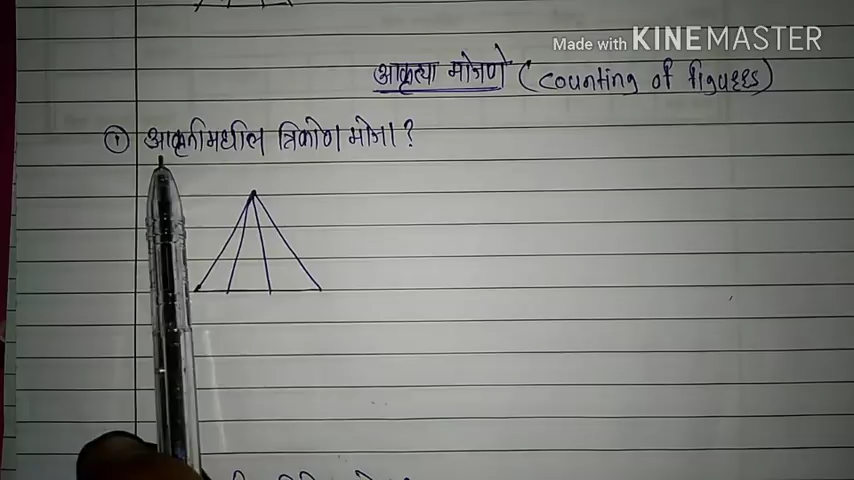 Made with KINEMASTER
आकृत्या मोजणे (counting of figures)
① आकृतीमधील त्रिकोण मोजा ?